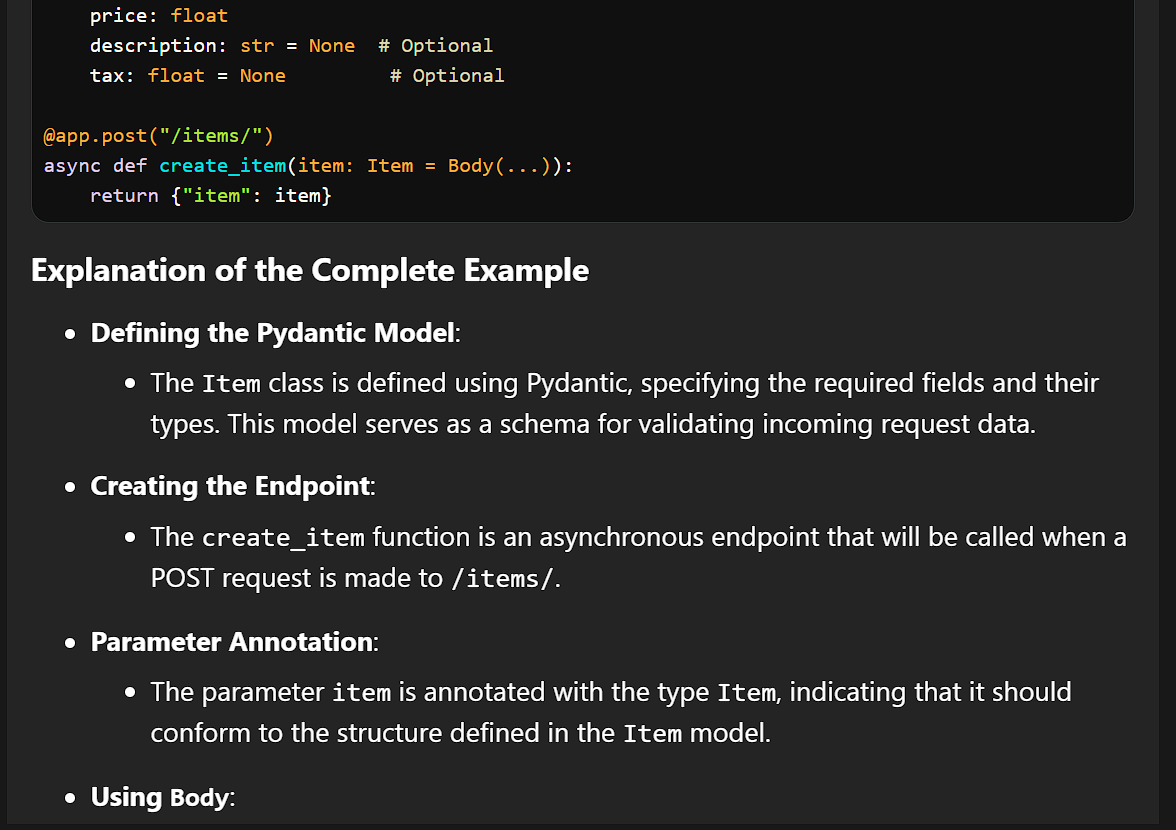 price: float
description: str = None  # Optional
tax: float = None         # Optional
@app.post("/items/")
async def create_item(item: Item = Body(...)):
return {"item": item}
Explanation of the Complete Example
• Defining the Pydantic Model:
• The Item class is defined using Pydantic, specifying the required fields and their
types. This model serves as a schema for validating incoming request data.
• Creating the Endpoint:
• The create_item function is an asynchronous endpoint that will be called when a
POST request is made to /items/.
• Parameter Annotation:
• The parameter item is annotated with the type Item, indicating that it should
conform to the structure defined in the Item model.
• Using Body: